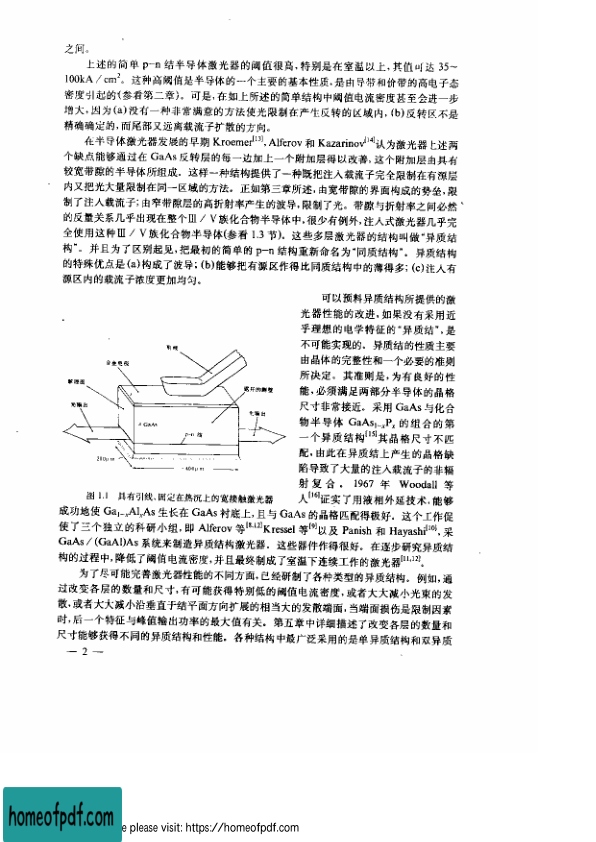 之间。
上述的简单 p-n 结半导体激光器的阈值很高,特别是在室温以上,其值可达 35~
100kA／cm²。这种高阈值是半导体的一个主要的基本性质,是由导带和价带的高电子态
密度引起的(参看第二章)。可是,在如上所述的简单结构中阈值电流密度甚至会进一步
增大,因为(a)没有一种非常满意的方法使光限制在产生反转的区域内,(b)反转区不是
精确确定的,而尾部又远离载流子扩散的方向。
在半导体激光器发展的早期 Kroemer[13],Alferov 和 Kazarinov[14]认为激光器上述两
个缺点能够通过在 GaAs 反转层的每一边加上一个附加层得以改善,这个附加层由具有
较宽带隙的半导体所组成。这样一种结构提供了一种既把注入载流子完全限制在有源层
内又把光大量限制在同一区域的方法。正如第三章所述,由宽带隙的界面构成的势垒,限
制了注入载流子;由窄带隙层的高折射率产生的波导,限制了光。带隙与折射率之间必然
的反量关系几乎出现在整个Ⅲ／Ⅴ族化合物半导体中,很少有例外,注入式激光器几乎完
全使用这种Ⅲ／Ⅴ族化合物半导体(参看 1.3 节)。这些多层激光器的结构叫做“异质结
构”。并且为了区别起见,把最初的简单的 p-n 结构重新命名为“同质结构”。异质结构
的特殊优点是(a)构成了波导;(b)能够把有源区作得比同质结构中的薄得多;(c)注入有
源区内的载流子浓度更加均匀。
可以预料异质结构所提供的激
光器性能的改进,如果没有采用近
乎理想的电学特征的“异质结”,是
不可能实现的。异质结的性质主要
由晶体的完整性和一个必要的准则
所决定。其准则是,为有良好的性
能,必须满足两部分半导体的晶格
尺寸非常接近。采用 GaAs 与化合
物半导体 GaAs1-xPx 的组合的第
一个异质结构[15]其晶格尺寸不匹
配,由此在异质结上产生的晶格缺
陷导致了大量的注入载流子的非辐
射复合。1967 年 Woodall 等
人[16]证实了用液相外延技术,能够
引线
GaAs
p-n 结
光输出
200μm
400μm
图 1.1 具有引线,固定在热沉上的宽接触激光器
成功地使 Ga1-xAlxAs 生长在 GaAs 衬底上,且与 GaAs 的晶格匹配得极好。这个工作促
使了三个独立的科研小组,即 Alferov 等[8,12]Kressel 等[9]以及 Panish 和 Hayashi[10],采
GaAs／(GaAl)As 系统来制造异质结构激光器。这些器件作得很好。在逐步研究异质结
构的过程中,降低了阈值电流密度,并且最终制成了室温下连续工作的激光器[11,12]。
为了尽可能完善激光器性能的不同方面,已经研制了各种类型的异质结构。例如,通
过改变各层的数量和尺寸,有可能获得特别低的阈值电流密度,或者大大减小光束的发
散,或者大大减小沿垂直于结平面方向扩展的相当大的发散端面,当端面损伤是限制因素
时,后一个特征与峰值输出功率的最大值有关。第五章中详细描述了改变各层的数量和
尺寸能够获得不同的异质结构和性能。各种结构中最广泛采用的是单异质结构和双异质
— 2 —
homeofpdf.com
e please visit: https://homeofpdf.com